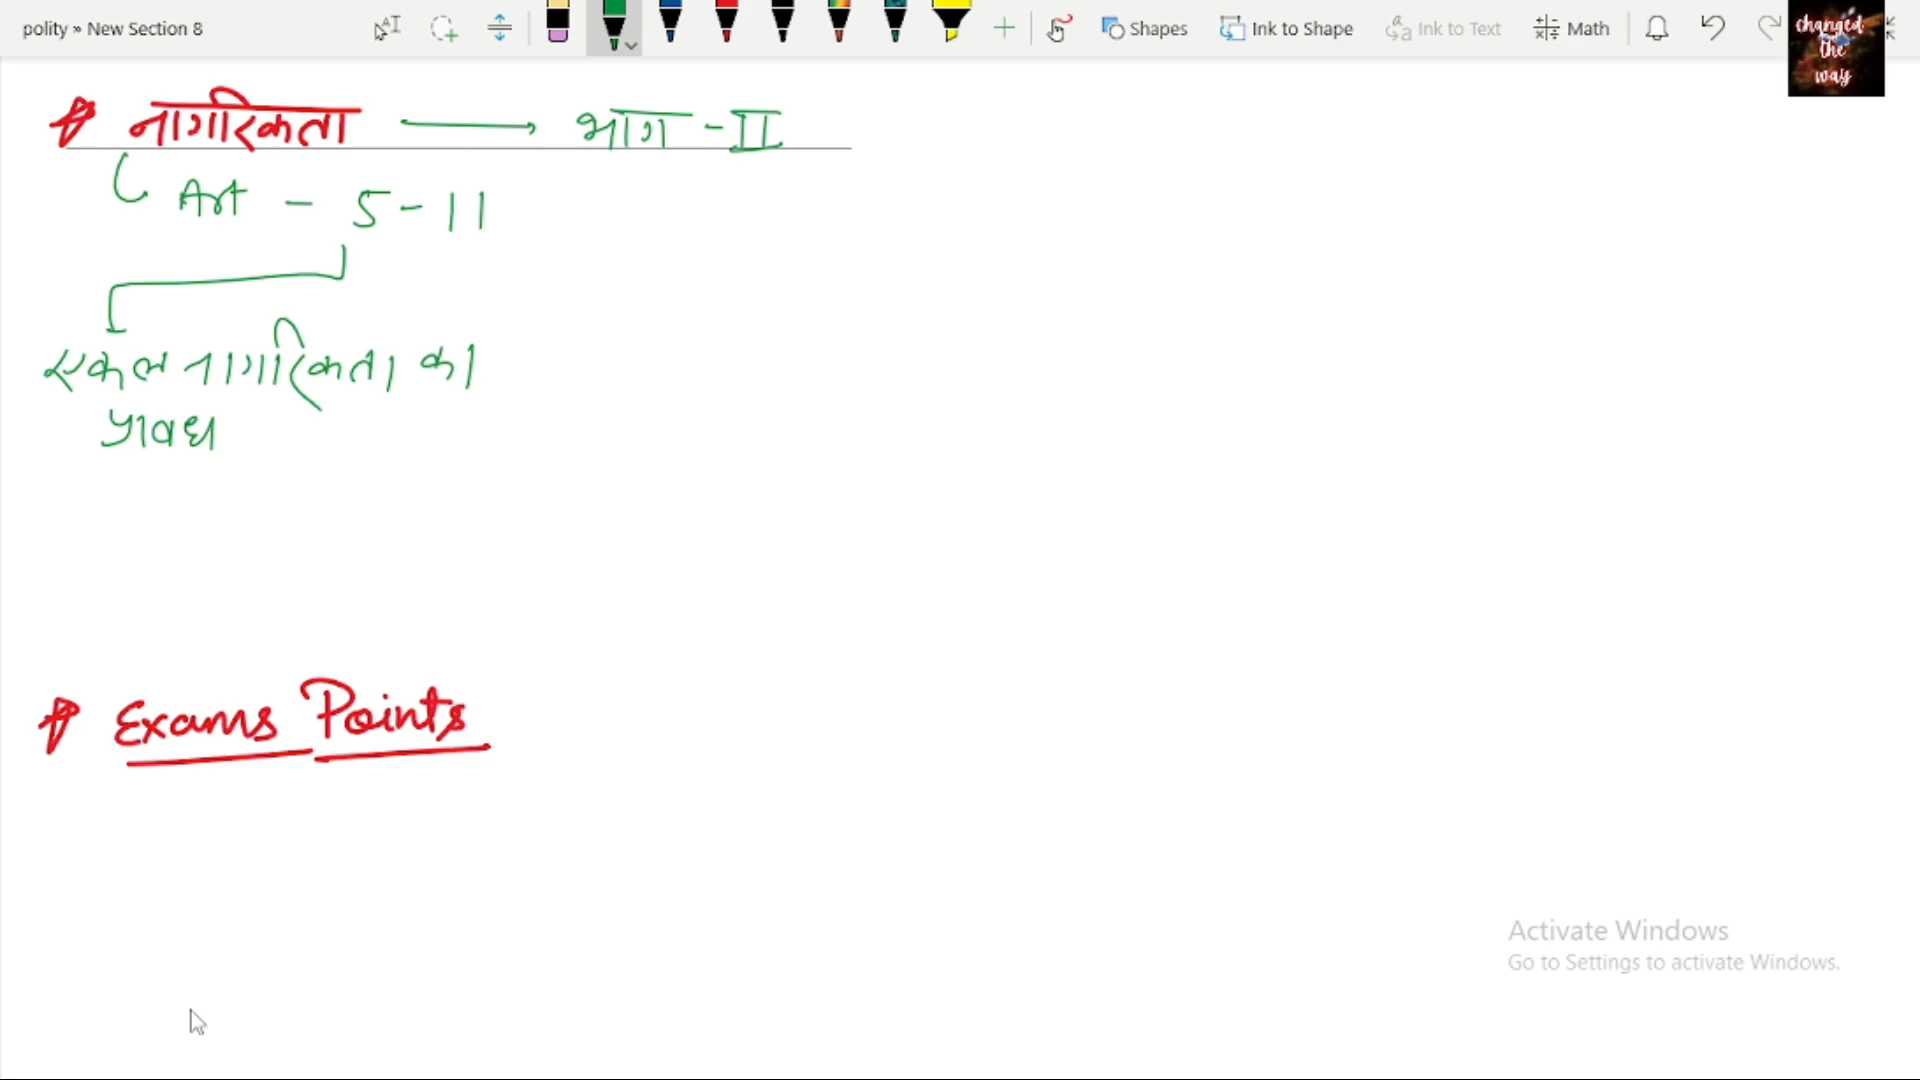 polity » New Section 8
Shapes
Ink to Shape
Ink to Text
Math
changed
the
way
नागरिकता → भाग - II
Art - 5 - 11
एकल नागरिकता का
प्रावध
Exams Points
Activate Windows
Go to Settings to activate Windows.